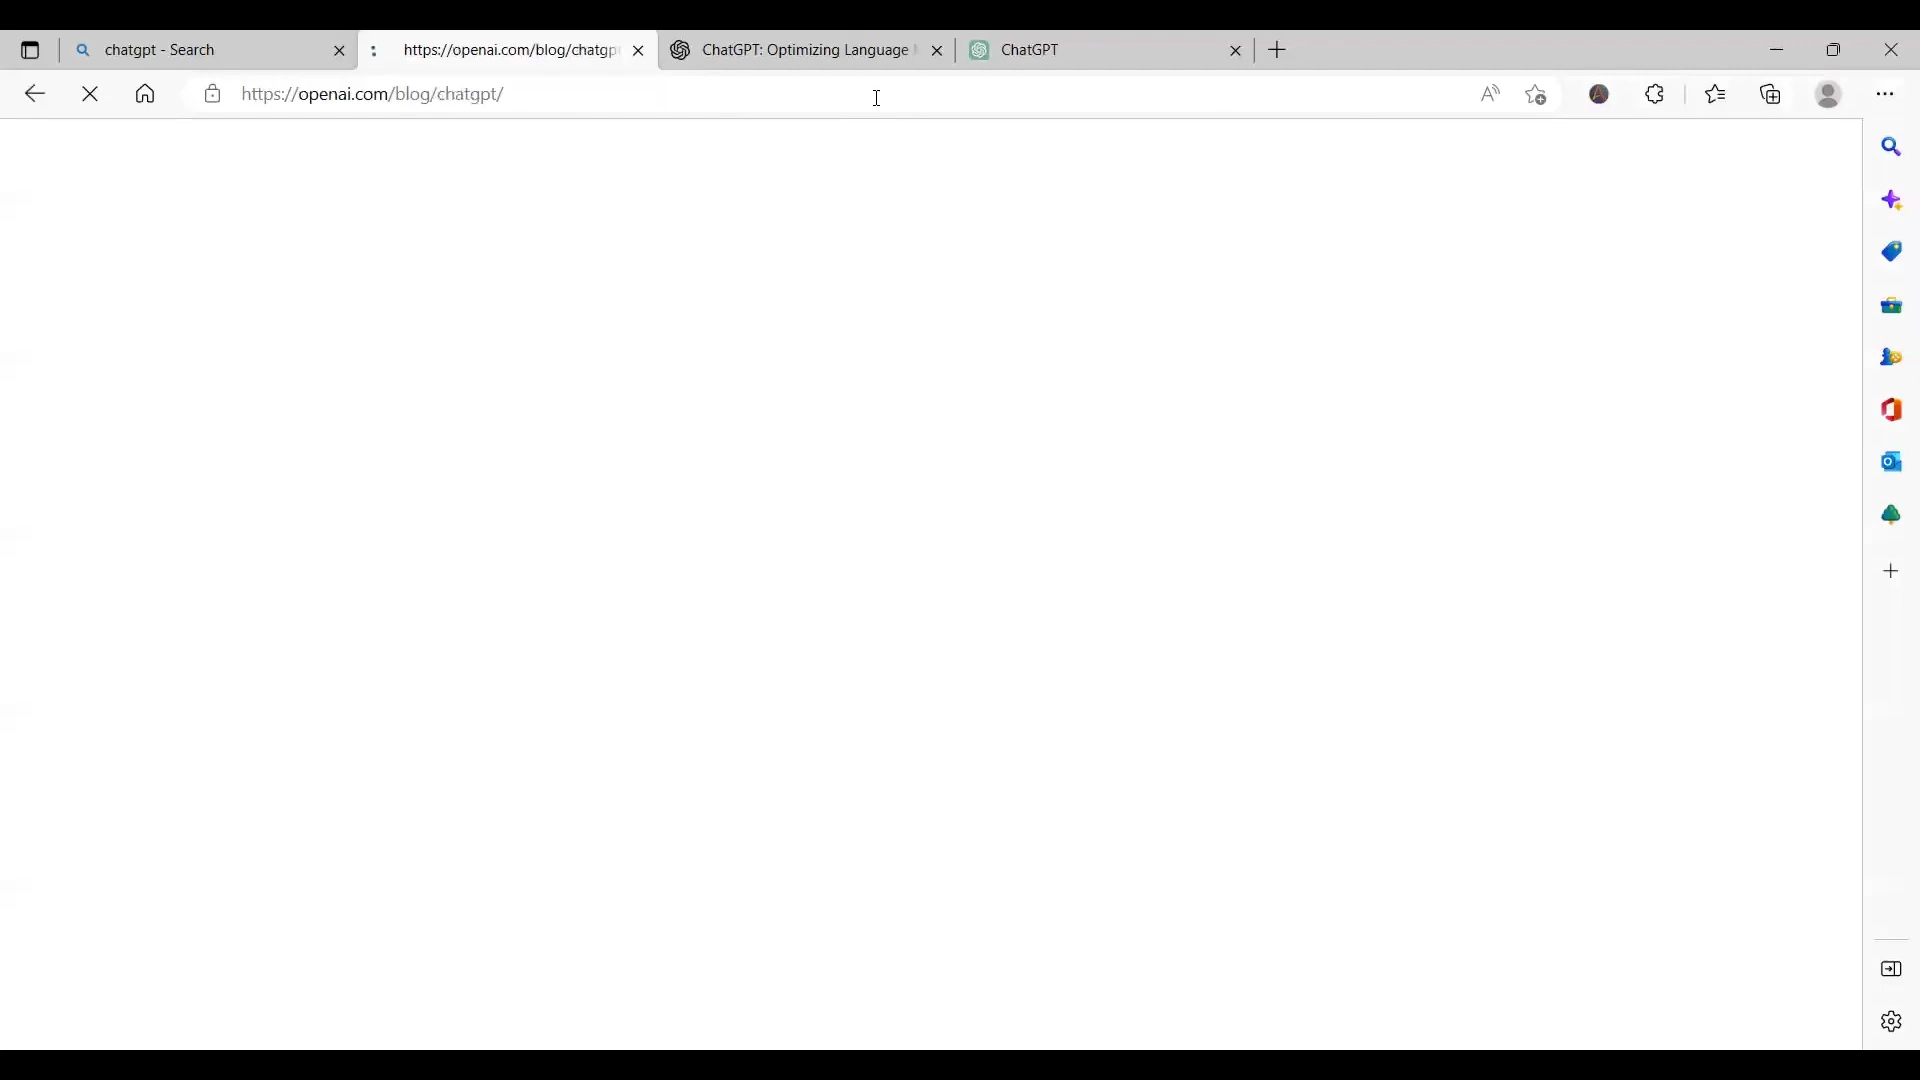 chatgpt - Search
https://openai.com/blog/chatgp
ChatGPT: Optimizing Language
ChatGPT
https://openai.com/blog/chatgpt/